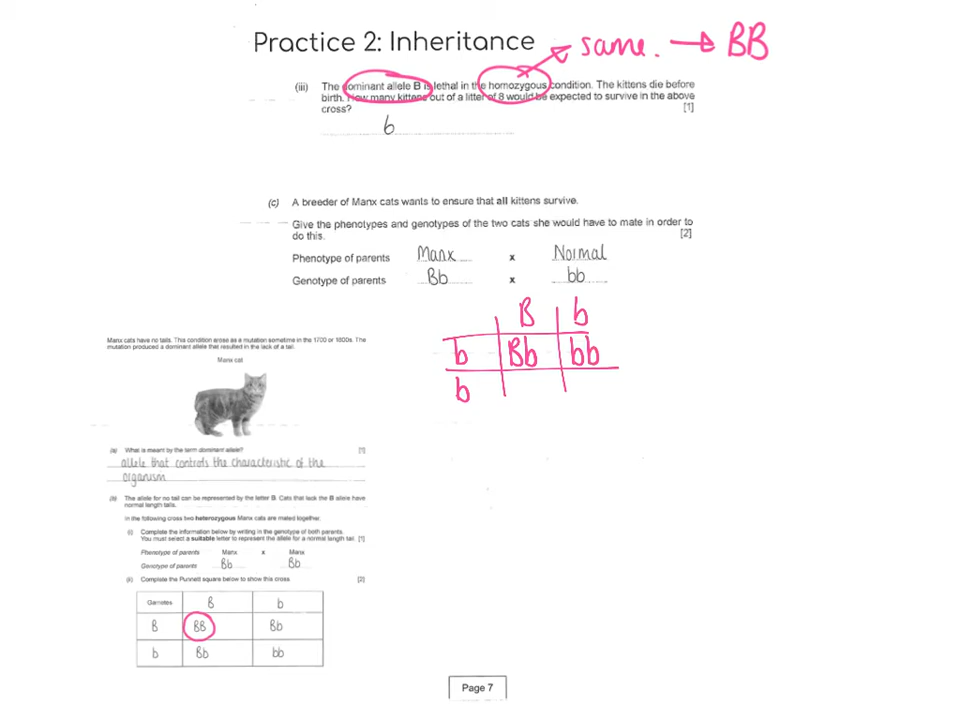 Practice 2: Inheritance
same. → BB
(iii) The dominant allele B is lethal in the homozygous condition. The kittens die before
birth. How many kittens out of a litter of 8 would be expected to survive in the above
cross? [1]
6
(c) A breeder of Manx cats wants to ensure that all kittens survive.
Give the phenotypes and genotypes of the two cats she would have to mate in order to
do this. [2]
Phenotype of parents Manx x Normal
Genotype of parents Bb x bb
B b
b Bb bb
b
Manx cats have no tails. This condition arose as a mutation sometime in the 1700 or 1800s. The
mutation produced a dominant allele that resulted in the lack of a tail.
Manx cat
(a) What is meant by the term dominant allele? [1]
allele that controls the characteristic of the
organism
(b) The allele for no tail can be represented by the letter B. Cats that lack the B allele have
normal length tails.
In the following cross two heterozygous Manx cats are mated together.
(i) Complete the information below by writing in the genotype of both parents.
You must select a suitable letter to represent the allele for a normal length tail. [1]
Phenotype of parents Manx x Manx
Genotype of parents Bb Bb
(ii) Complete the Punnett square below to show this cross. [2]
Gametes B b
B BB Bb
b Bb bb
Page 7